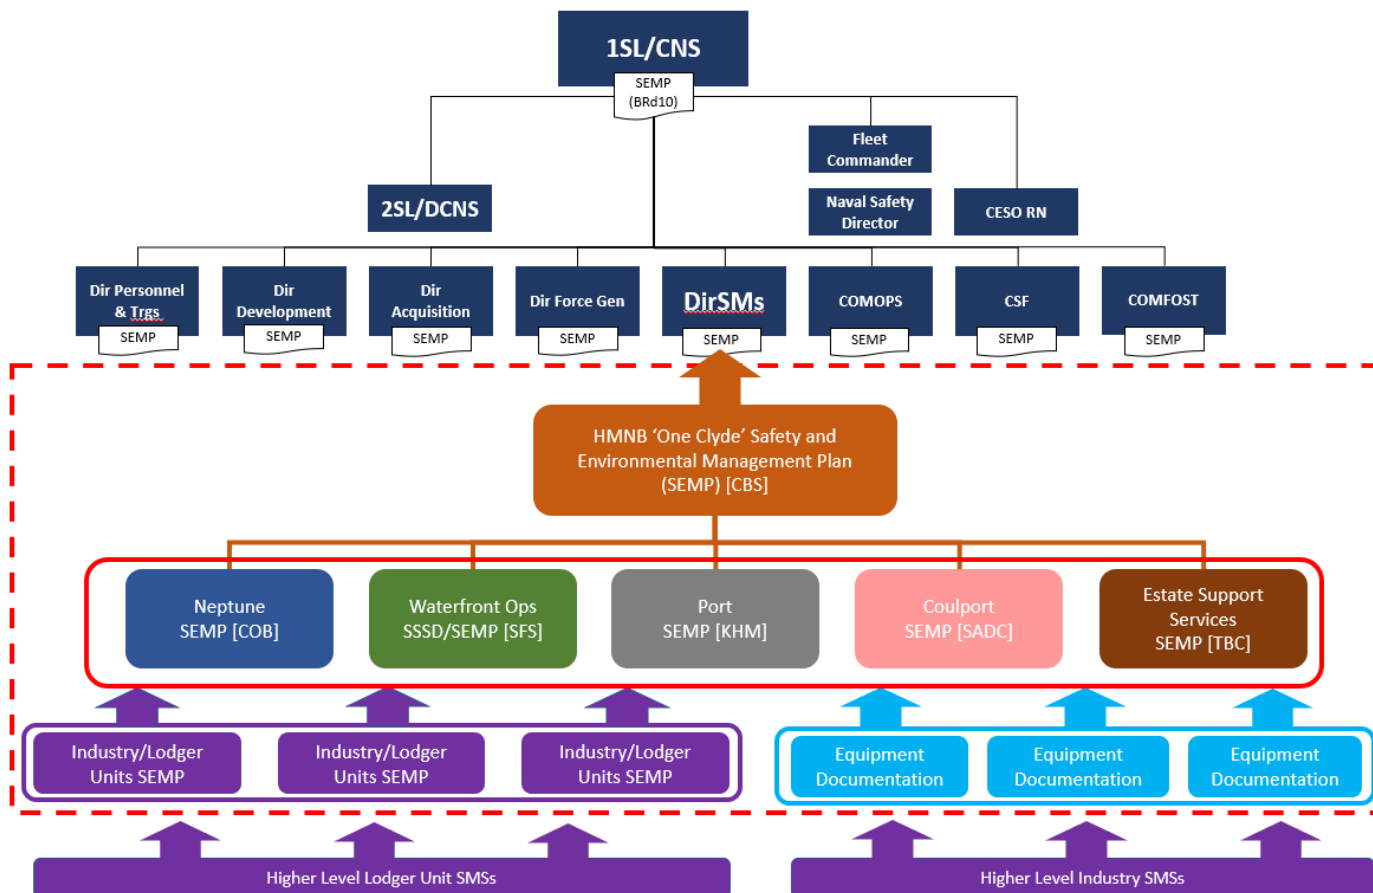 1SL/CNS
SEMP
(BRd10)
Fleet
Commander
2SL/DCNS
Naval Safety
Director
CESO RN
Dir Personnel
& Trgs
SEMP
Dir
Development
SEMP
Dir
Acquisition
SEMP
Dir Force Gen
SEMP
DirSMs
SEMP
COMOPS
SEMP
CSF
SEMP
COMFOST
SEMP
HMNB ‘One Clyde’ Safety and
Environmental Management Plan
(SEMP) [CBS]
Neptune
SEMP [COB]
Waterfront Ops
SSSD/SEMP [SFS]
Port
SEMP [KHM]
Coulport
SEMP [SADC]
Estate Support
Services
SEMP [TBC]
Industry/Lodger
Units SEMP
Industry/Lodger
Units SEMP
Industry/Lodger
Units SEMP
Equipment
Documentation
Equipment
Documentation
Equipment
Documentation
Higher Level Lodger Unit SMSs
Higher Level Industry SMSs